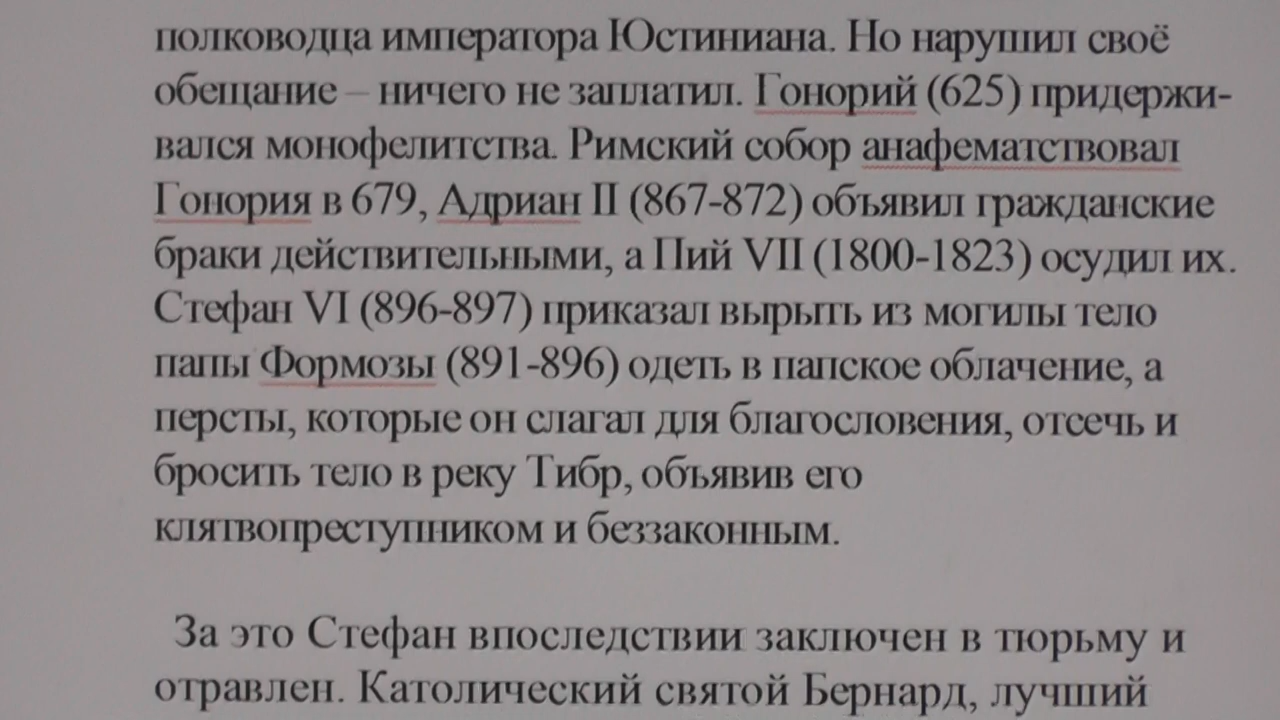 полководца императора Юстиниана. Но нарушил своё
обещание – ничего не заплатил. Гонорий (625) придержи-
вался монофелитства. Римский собор анафематствовал
Гонория в 679, Адриан II (867-872) объявил гражданские
браки действительными, а Пий VII (1800-1823) осудил их.
Стефан VI (896-897) приказал вырыть из могилы тело
папы Формозы (891-896) одеть в папское облачение, а
персты, которые он слагал для благословения, отсечь и
бросить тело в реку Тибр, объявив его
клятвопреступником и беззаконным.
За это Стефан впоследствии заключен в тюрьму и
отравлен. Католический святой Бернард, лучший